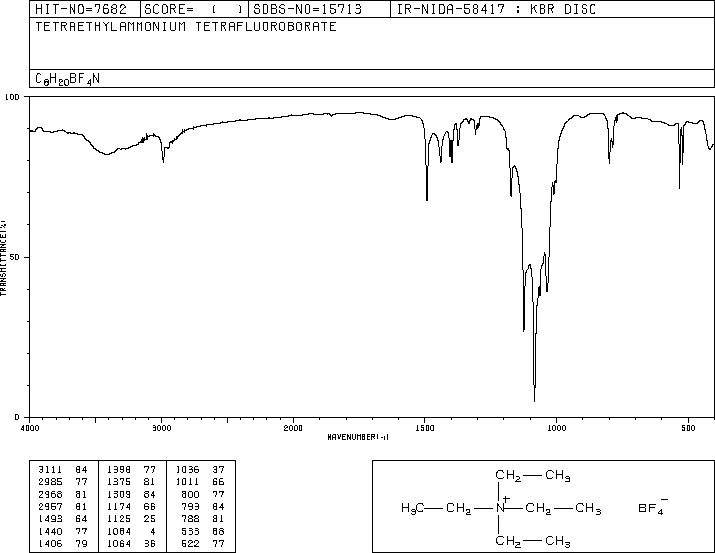 HIT-NO=7682 SCORE= ( ) SDBS-NO=15713 IR-NIDA-58417 : KBR DISC
TETRAETHYLAMMONIUM TETRAFLUOROBORATE
C8H20BF4N
100
50
0
TRANSMITTANCE(%)
4000 3000 2000 1500 1000 500
WAVENUMBER(-1)
3111 84 1398 77 1036 37
2985 77 1375 81 1011 66
2968 81 1309 84 800 77
2957 81 1174 66 793 84
1493 64 1125 25 788 81
1440 77 1084 4 533 68
1406 79 1064 36 522 77
CH2 CH3
H3C CH2 N+ CH2 CH3 BF4−
CH2 CH3